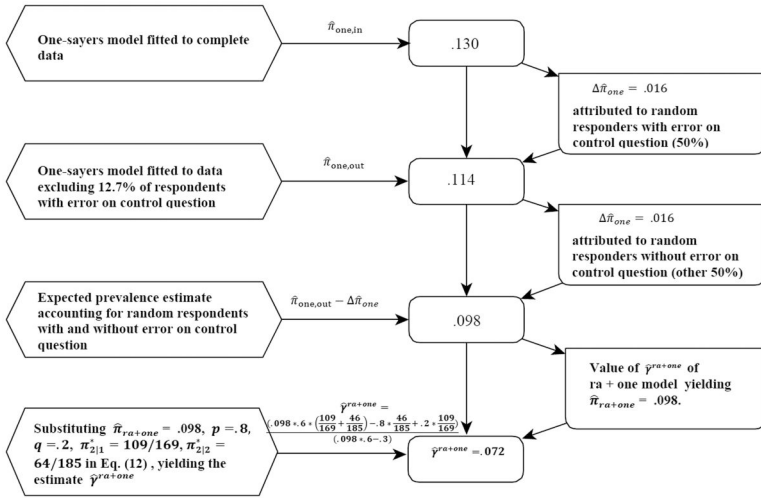 One-sayers model fitted to complete
data
π̂one,in
.130
Δπ̂one = .016
attributed to random
responders with error on
control question (50%)
One-sayers model fitted to data
excluding 12.7% of respondents
with error on control question
π̂one,out
.114
Δπ̂one = .016
attributed to random
responders without error on
control question (other 50%)
Expected prevalence estimate
accounting for random respondents
with and without error on control
question
π̂one,out − Δπ̂one
.098
Value of γ̂^ra+one of
ra + one model yielding
π̂ra+one = .098.
Substituting π̂ra+one = .098, p=.8,
q=.2, π*2|1 = 109/169, π*2|2 =
64/185 in Eq. (12) , yielding the
estimate γ̂^ra+one
γ̂^ra+one =
(.098*.6*(109/169+46/185)−.8*46/185+.2*109/169)
(.098*.6−.3)
γ̂^ra+one=.072